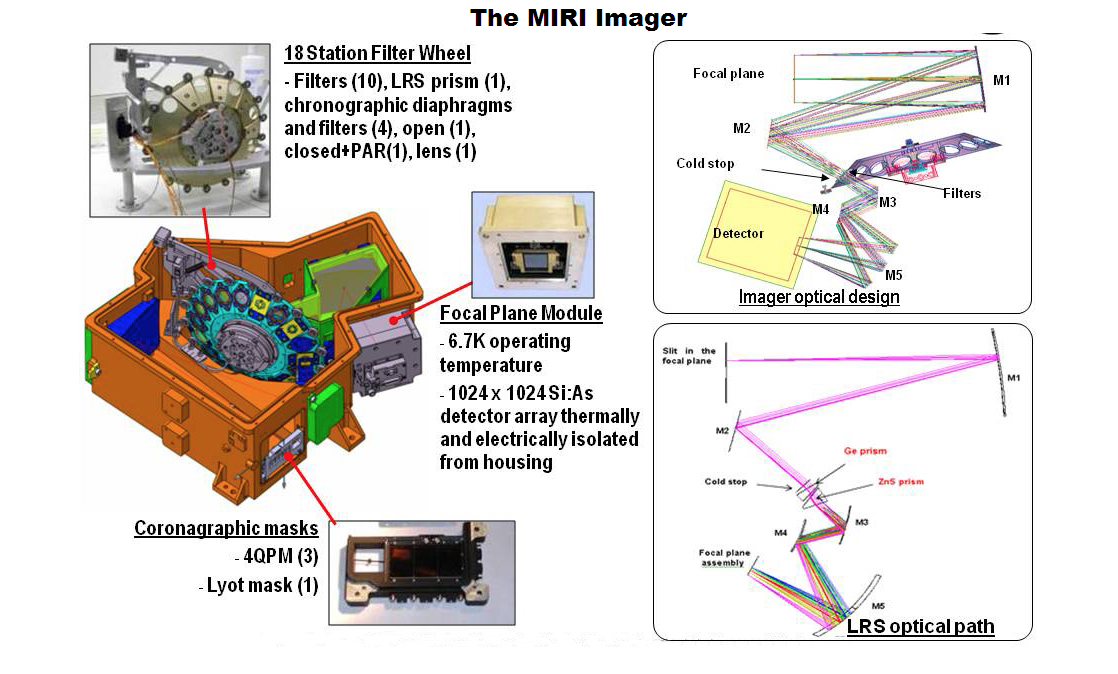 The MIRI Imager
18 Station Filter Wheel
- Filters (10), LRS prism (1),
chronographic diaphragms
and filters (4), open (1),
closed+PAR(1), lens (1)
Focal Plane Module
- 6.7K operating
temperature
- 1024 x 1024 Si:As
detector array thermally
and electrically isolated
from housing
Coronagraphic masks
- 4QPM (3)
- Lyot mask (1)
Focal plane
M1
M2
Cold stop
Filters
M3
M4
Detector
M5
Imager optical design
Slit in the
focal plane
M1
M2
Ge prism
Cold stop
ZnS prism
M3
M4
Focal plane
assembly
M5
LRS optical path